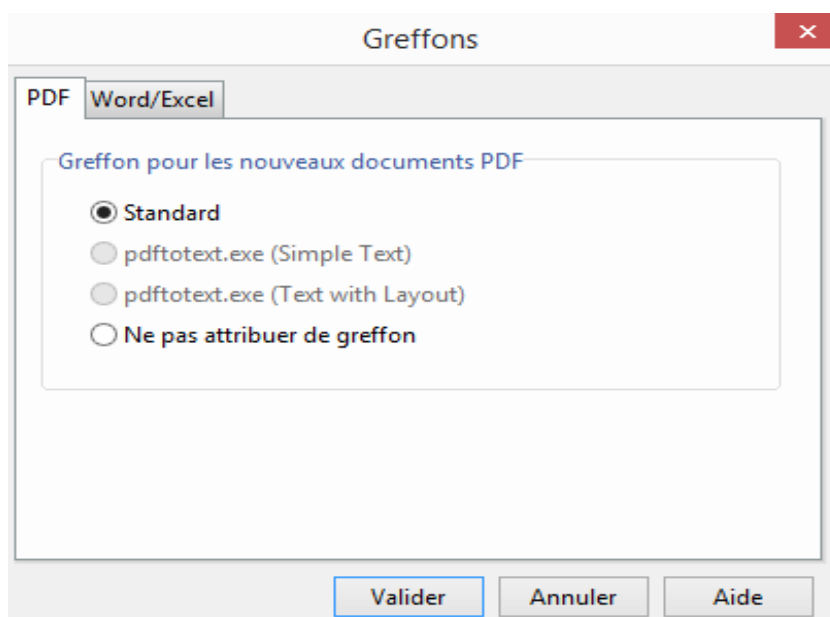 Greffons
PDF Word/Excel
Greffon pour les nouveaux documents PDF
Standard
pdftotext.exe (Simple Text)
pdftotext.exe (Text with Layout)
Ne pas attribuer de greffon
Valider Annuler Aide